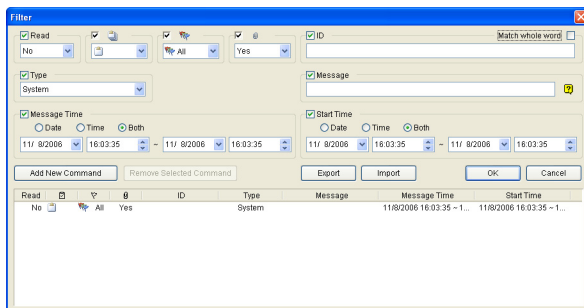 Filter
Read ID Match whole word
No All Yes
Type Message
System
Message Time Start Time
Date Time Both Date Time Both
11/ 8/2006 16:03:35 ~ 11/ 8/2006 16:03:35 11/ 8/2006 16:03:35 ~ 11/ 8/2006 16:03:35
Add New Command Remove Selected Command Export Import OK Cancel
Read ID Type Message Message Time Start Time
No All Yes System 11/8/2006 16:03:35 ~ 1... 11/8/2006 16:03:35 ~ 1...